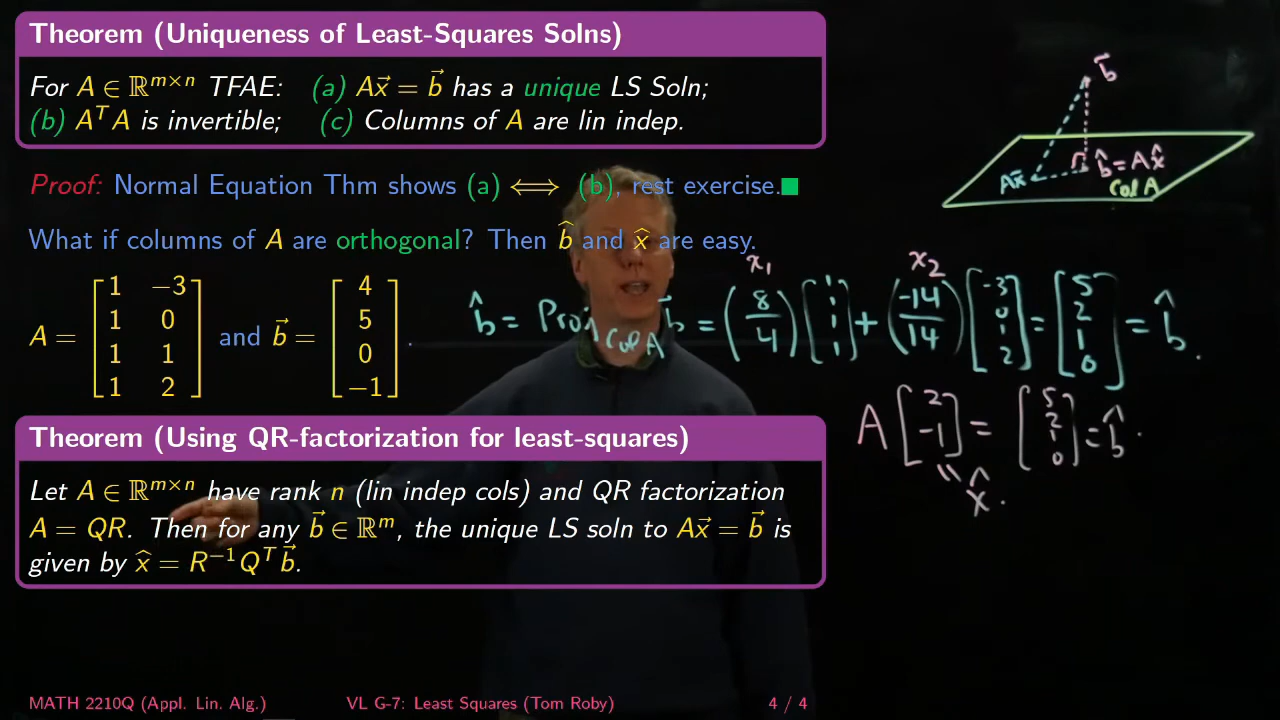 Theorem (Uniqueness of Least-Squares Solns)
For A ∈ ℝ^{m×n} TFAE: (a) Ax⃗ = b⃗ has a unique LS Soln;
(b) AᵀA is invertible; (c) Columns of A are lin indep.
Proof: Normal Equation Thm shows (a) ⟺ (b), rest exercise.■
What if columns of A are orthogonal? Then b̂ and x̂ are easy.
A = [1 −3; 1 0; 1 1; 1 2] and b⃗ = [4; 5; 0; −1].
Theorem (Using QR-factorization for least-squares)
Let A ∈ ℝ^{m×n} have rank n (lin indep cols) and QR factorization
A = QR. Then for any b⃗ ∈ ℝ^m, the unique LS soln to Ax⃗ = b⃗ is
given by x̂ = R⁻¹Qᵀb⃗.
b⃗
b̂ = Ax̂
Ax⃗
Col A
x₁ x₂
b̂ = Proj_{Col A} b⃗ = (8/4) [1; 1; 1; 1] + (-14/14) [-3; 0; 1; 2] = [5; 2; 1; 0] = b̂.
A [2; -1] = [5; 2; 1; 0] = b̂.
" x̂.
MATH 2210Q (Appl. Lin. Alg.) VL G-7: Least Squares (Tom Roby) 4 / 4